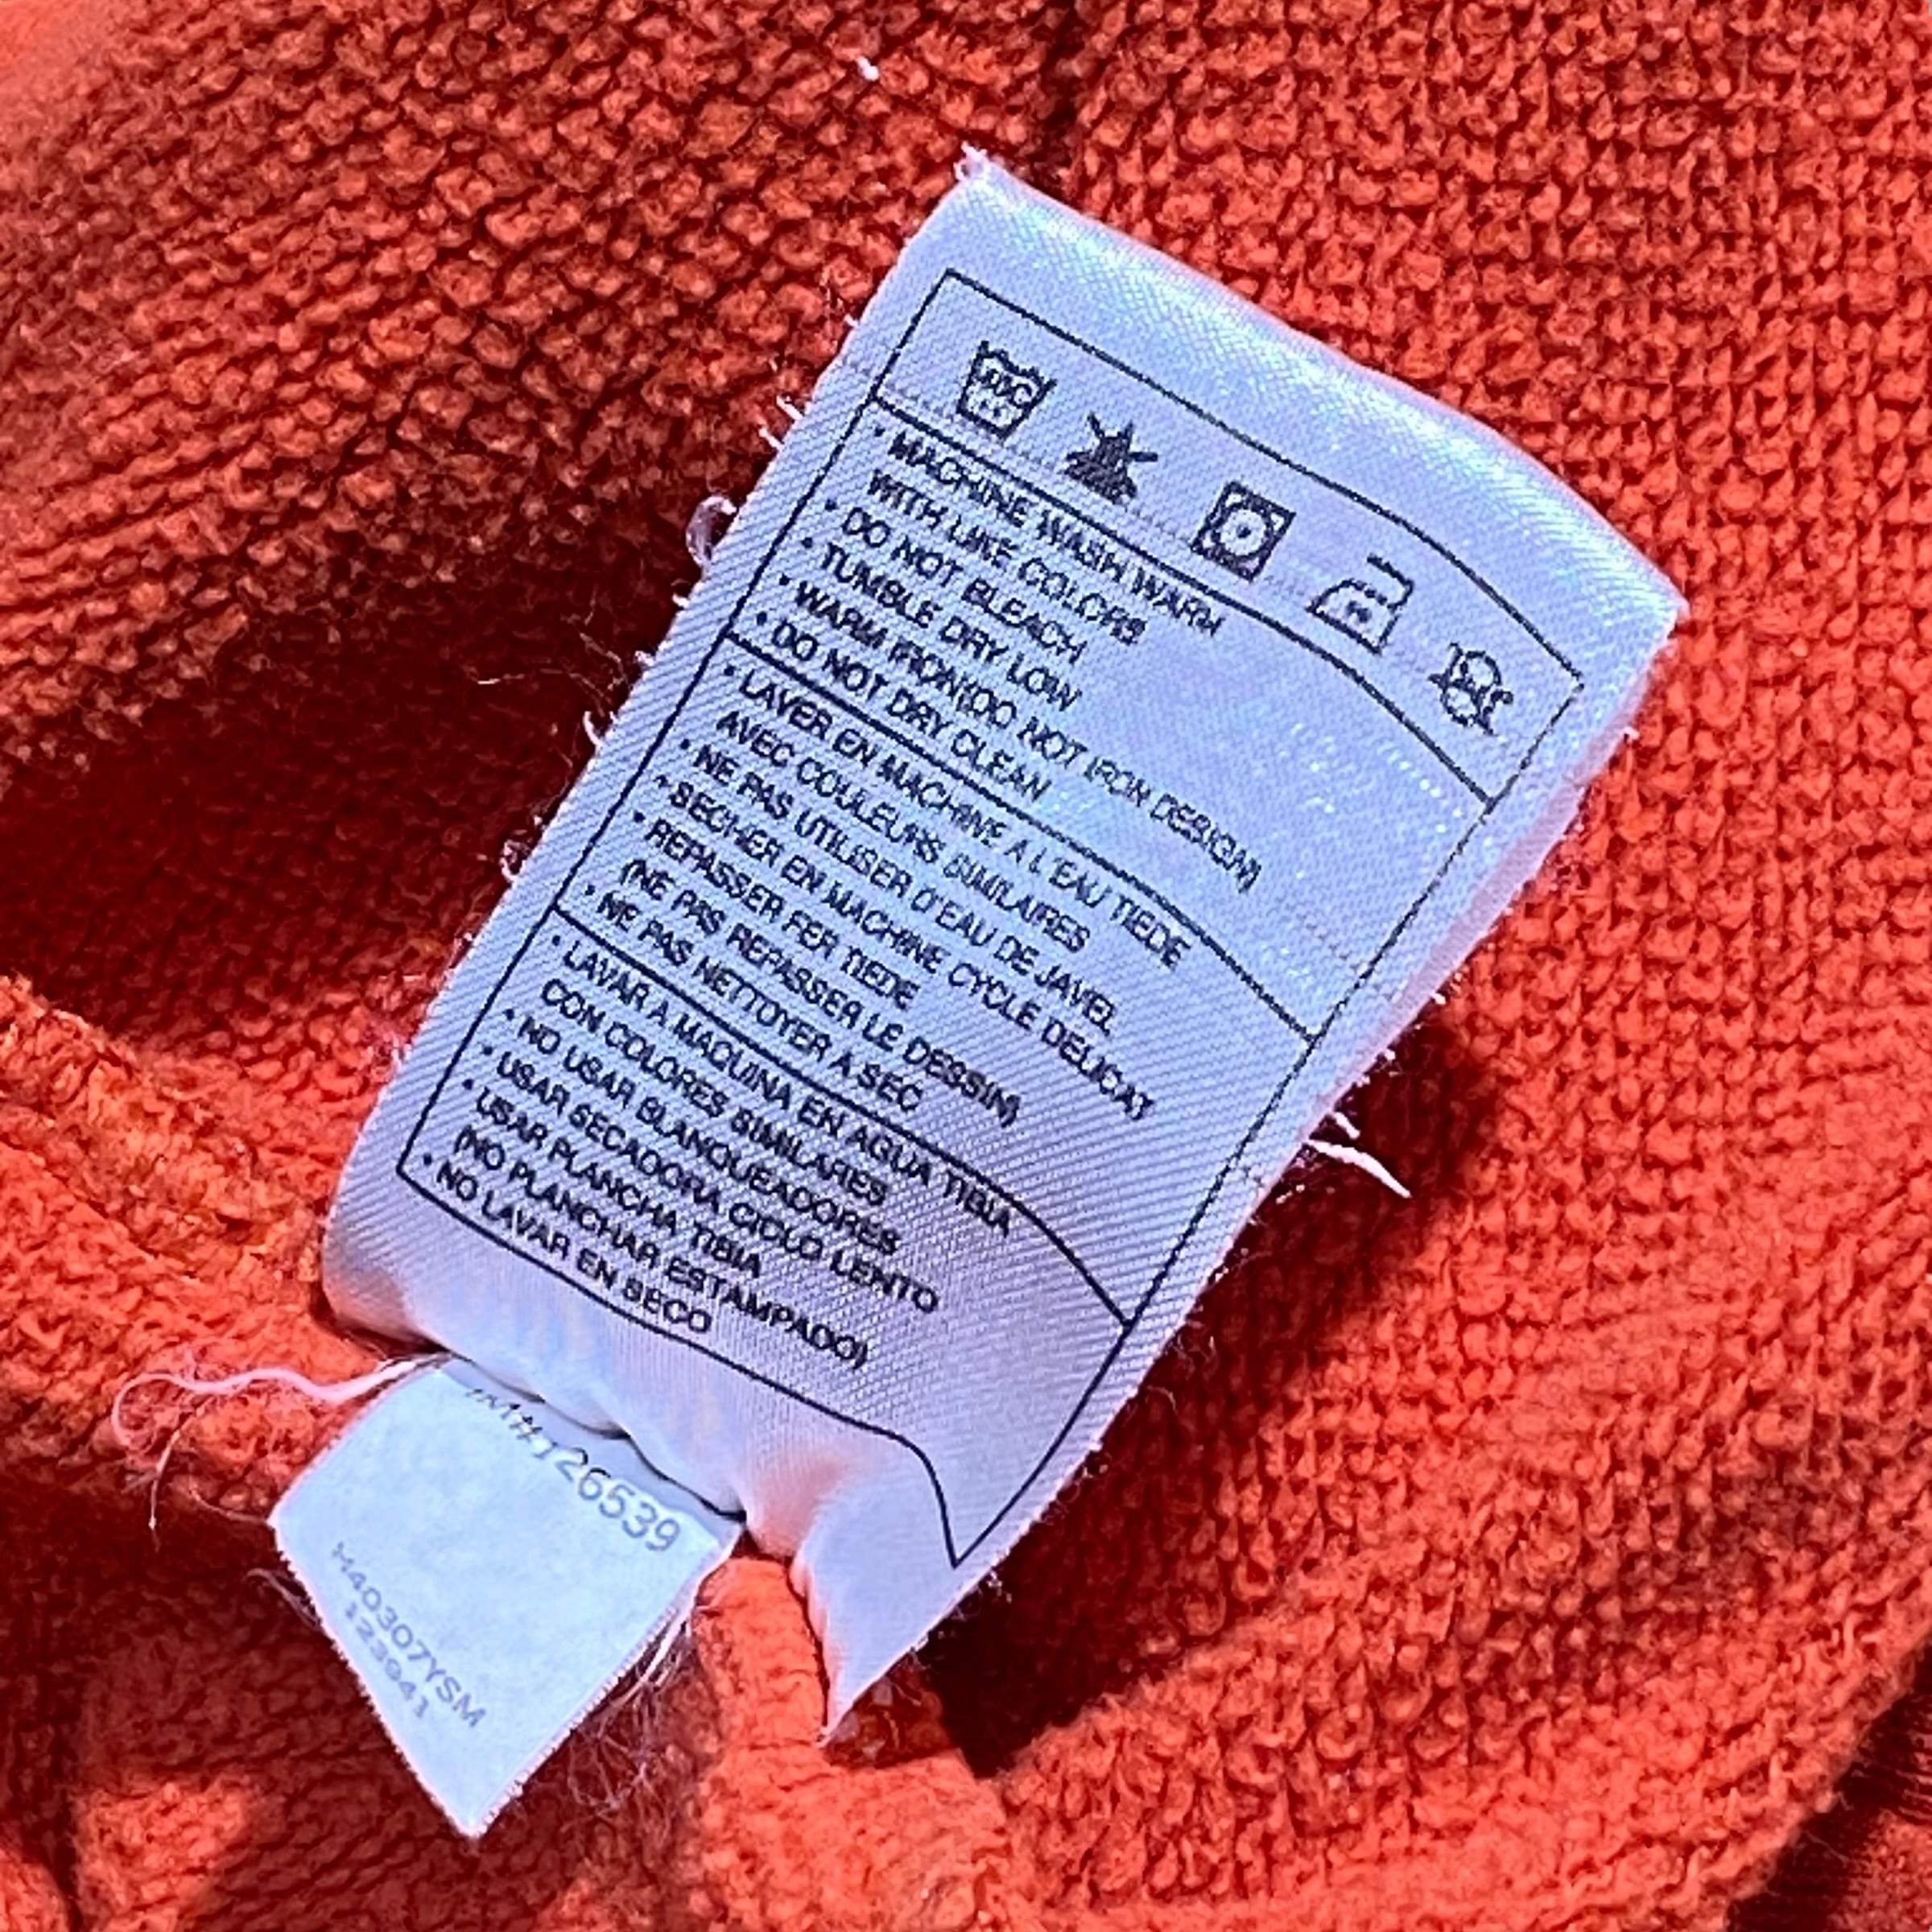 • MACHINE WASH WARM
WITH LIKE COLORS
• DO NOT BLEACH
• TUMBLE DRY LOW
• WARM IRON(DO NOT IRON DESIGN)
• DO NOT DRY CLEAN
• LAVER EN MACHINE A L'EAU TIEDE
AVEC COULEURS SIMILAIRES
• NE PAS UTILISER D'EAU DE JAVEL
• SECHER EN MACHINE CYCLE DELICAT
• REPASSER FER TIEDE
(NE PAS REPASSER LE DESSIN)
• NE PAS NETTOYER A SEC
• LAVAR A MAQUINA EN AGUA TIBIA
CON COLORES SIMILARES
• NO USAR BLANQUEADORES
• USAR SECADORA CICLO LENTO
• USAR PLANCHA TIBIA
(NO PLANCHAR ESTAMPADO)
• NO LAVAR EN SECO
M#126539
M40307YSM